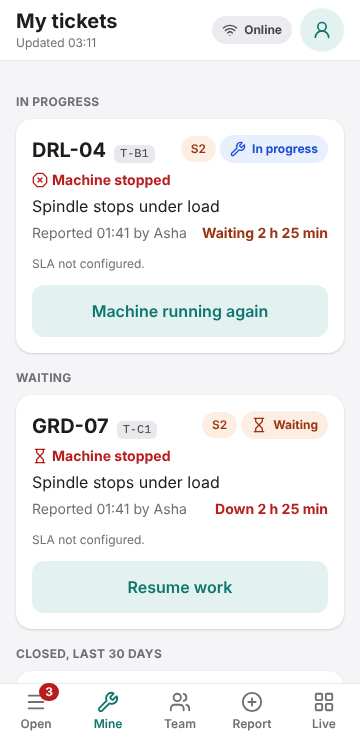 My tickets
Online
Updated 03:11
IN PROGRESS
DRL-04 T-B1 S2 In progress
Machine stopped
Spindle stops under load
Reported 01:41 by Asha Waiting 2 h 25 min
SLA not configured.
Machine running again
WAITING
GRD-07 T-C1 S2 Waiting
Machine stopped
Spindle stops under load
Reported 01:41 by Asha Down 2 h 25 min
SLA not configured.
Resume work
CLOSED, LAST 30 DAYS
3
Open Mine Team Report Live